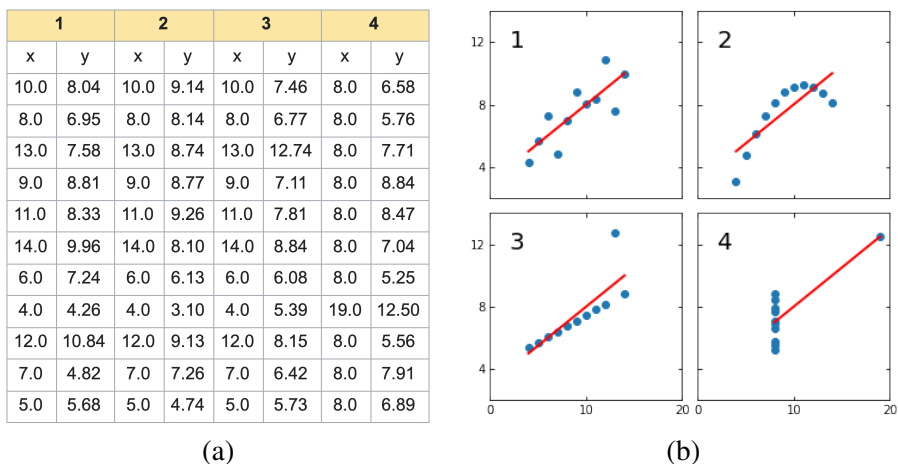 1 2 3 4
x y x y x y x y
10.0 8.04 10.0 9.14 10.0 7.46 8.0 6.58
8.0 6.95 8.0 8.14 8.0 6.77 8.0 5.76
13.0 7.58 13.0 8.74 13.0 12.74 8.0 7.71
9.0 8.81 9.0 8.77 9.0 7.11 8.0 8.84
11.0 8.33 11.0 9.26 11.0 7.81 8.0 8.47
14.0 9.96 14.0 8.10 14.0 8.84 8.0 7.04
6.0 7.24 6.0 6.13 6.0 6.08 8.0 5.25
4.0 4.26 4.0 3.10 4.0 5.39 19.0 12.50
12.0 10.84 12.0 9.13 12.0 8.15 8.0 5.56
7.0 4.82 7.0 7.26 7.0 6.42 8.0 7.91
5.0 5.68 5.0 4.74 5.0 5.73 8.0 6.89
(a)
12 1 2
8
4
12 3 4
8
4
0 10 20 0 10 20
(b)